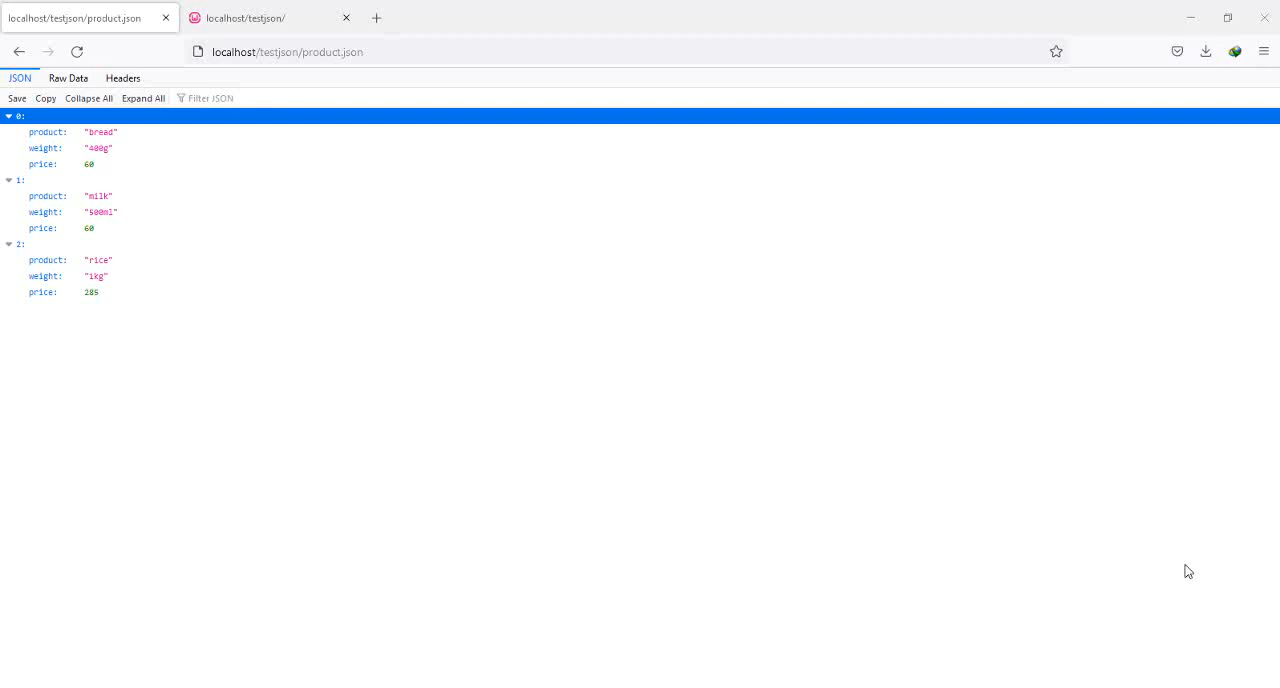 localhost/testjson/product.json localhost/testjson/
localhost/testjson/product.json
JSON Raw Data Headers
Save Copy Collapse All Expand All Filter JSON
0:
product: "bread"
weight: "400g"
price: 60
1:
product: "milk"
weight: "500ml"
price: 60
2:
product: "rice"
weight: "1kg"
price: 285